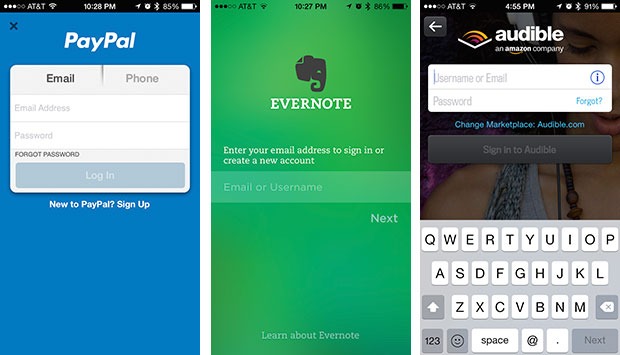 AT&T 10:28 PM 85%
PayPal
Email Phone
Email Address
Password
FORGOT PASSWORD
Log In
New to PayPal? Sign Up
AT&T 10:27 PM 86%
EVERNOTE
Enter your email address to sign in or
create a new account
Email or Username
Next
Learn about Evernote
AT&T 4:55 PM 91%
audible
an amazon company
Username or Email
Password Forgot?
Change Marketplace: Audible.com
Sign in to Audible
Q W E R T Y U I O P
A S D F G H J K L
Z X C V B N M
123 space @ . Next